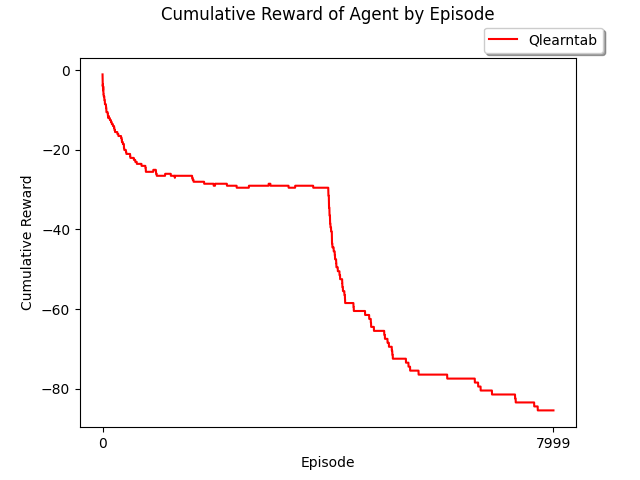 Cumulative Reward of Agent by Episode
Qlearntab
0
−20
−40
−60
−80
Cumulative Reward
0
7999
Episode